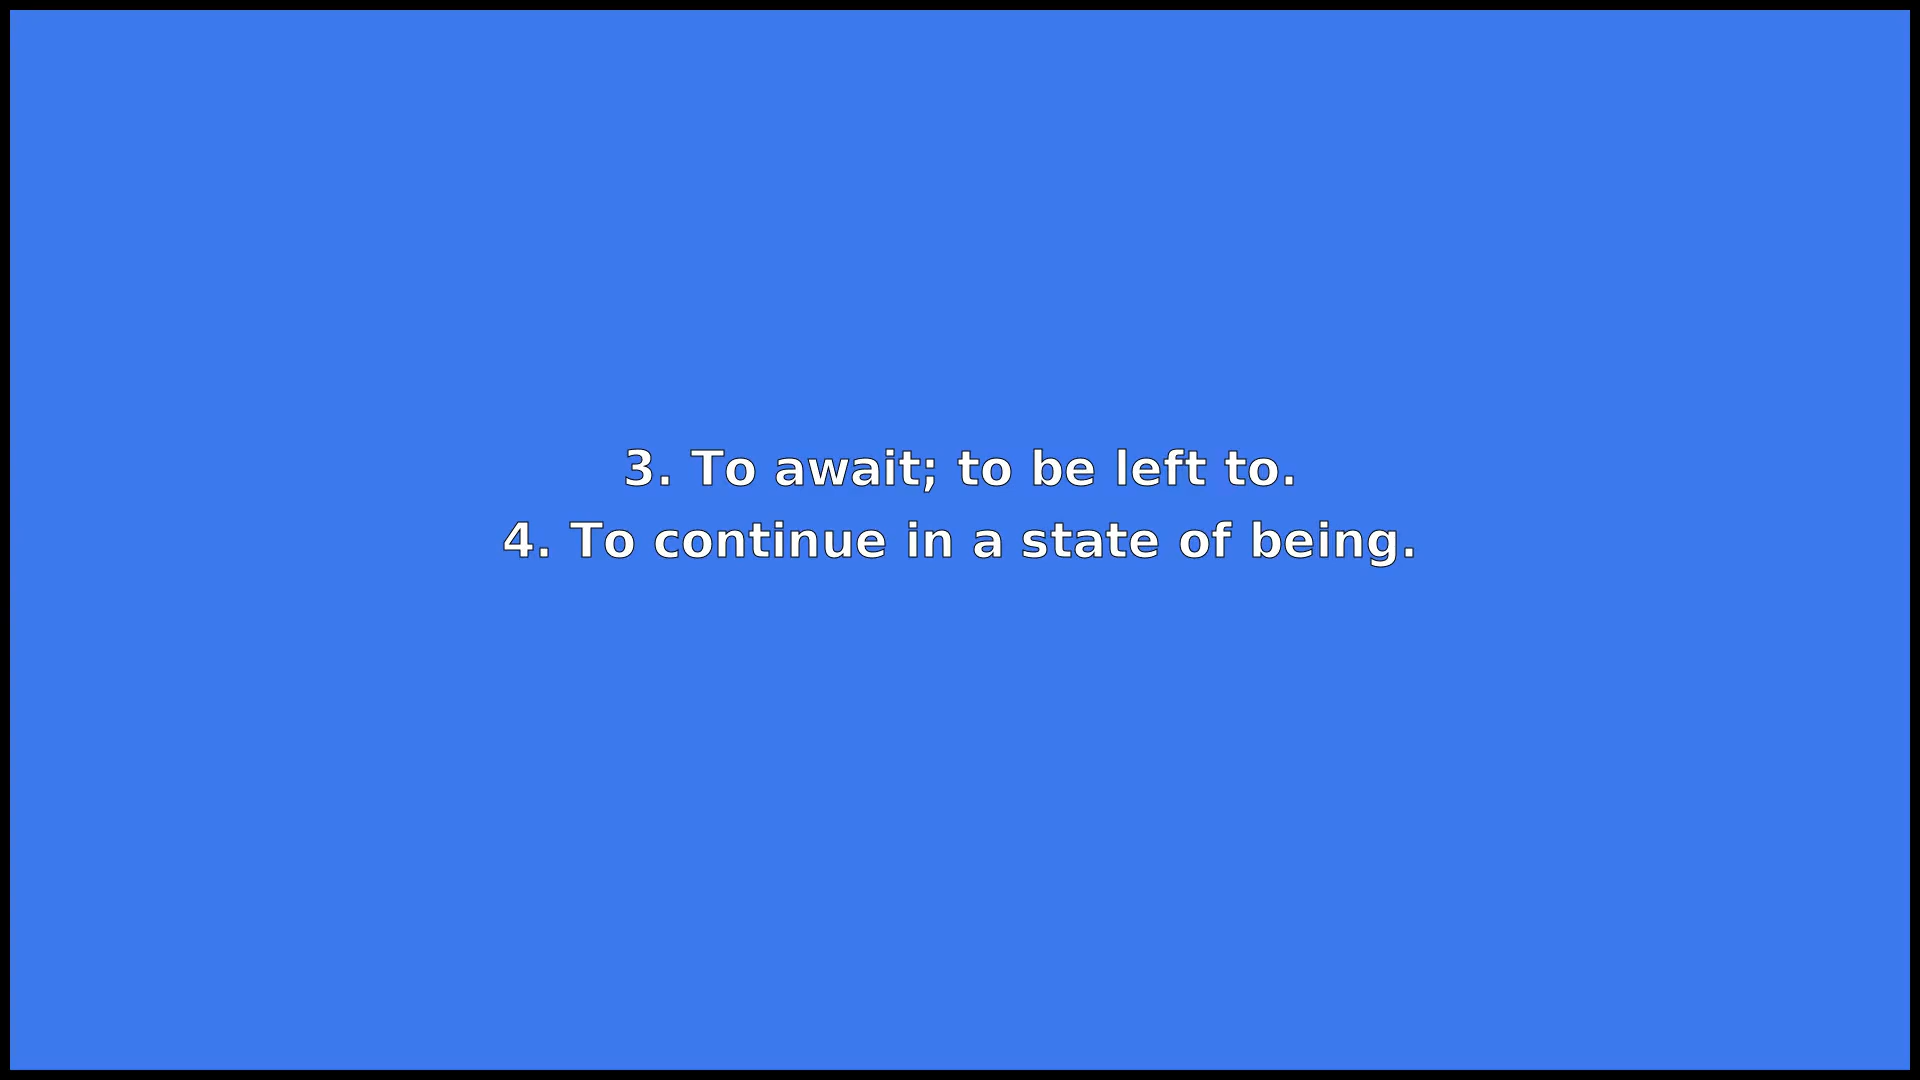 3. To await; to be left to.
4. To continue in a state of being.